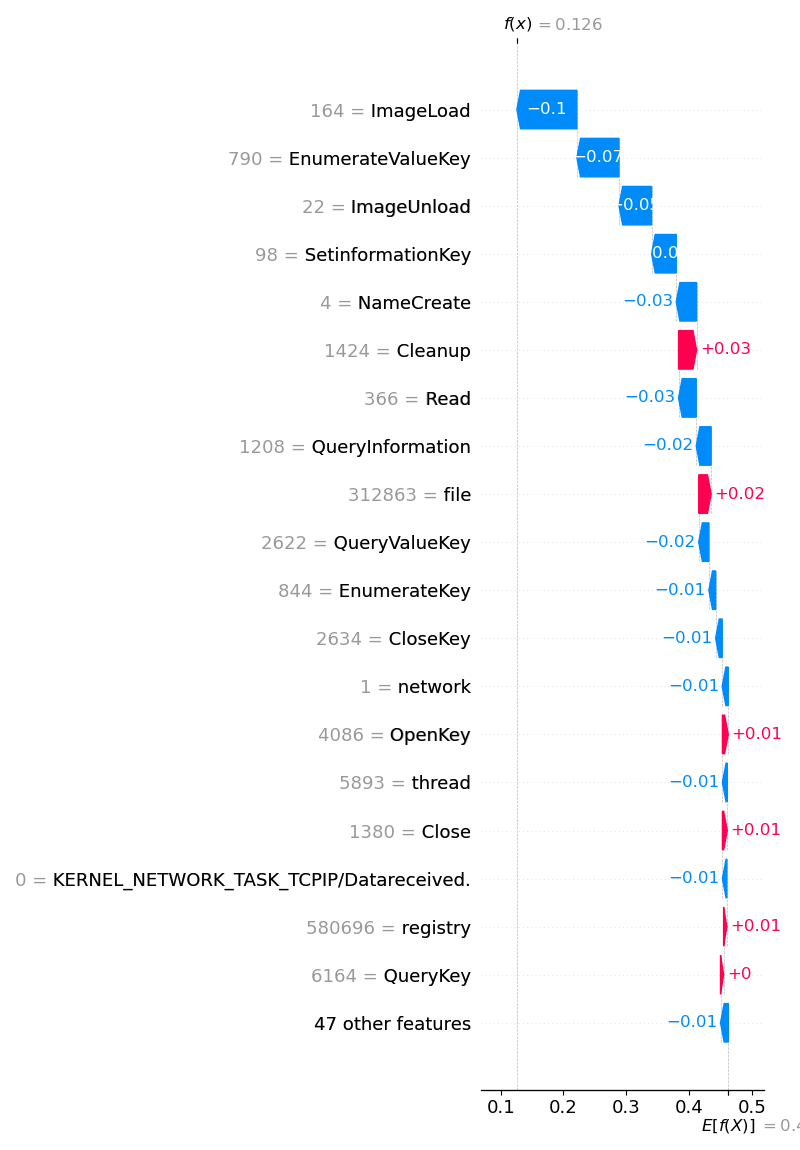 f(x) = 0.126
164 = ImageLoad −0.1
790 = EnumerateValueKey −0.07
22 = ImageUnload −0.05
98 = SetinformationKey
4 = NameCreate −0.03
1424 = Cleanup +0.03
366 = Read −0.03
1208 = QueryInformation −0.02
312863 = file +0.02
2622 = QueryValueKey −0.02
844 = EnumerateKey −0.01
2634 = CloseKey −0.01
1 = network −0.01
4086 = OpenKey +0.01
5893 = thread −0.01
1380 = Close +0.01
0 = KERNEL_NETWORK_TASK_TCPIP/Datareceived. −0.01
580696 = registry +0.01
6164 = QueryKey +0
47 other features −0.01
0.1 0.2 0.3 0.4 0.5
E[f(X)] =